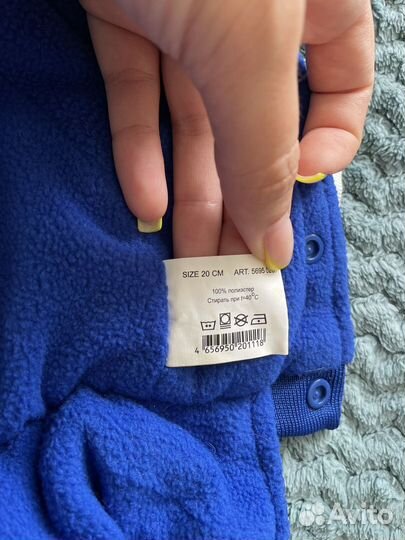 SIZE 20 CM ART. 5695
100% полиэстер
Стирать при t=40°C
4 656950 201118
Avito